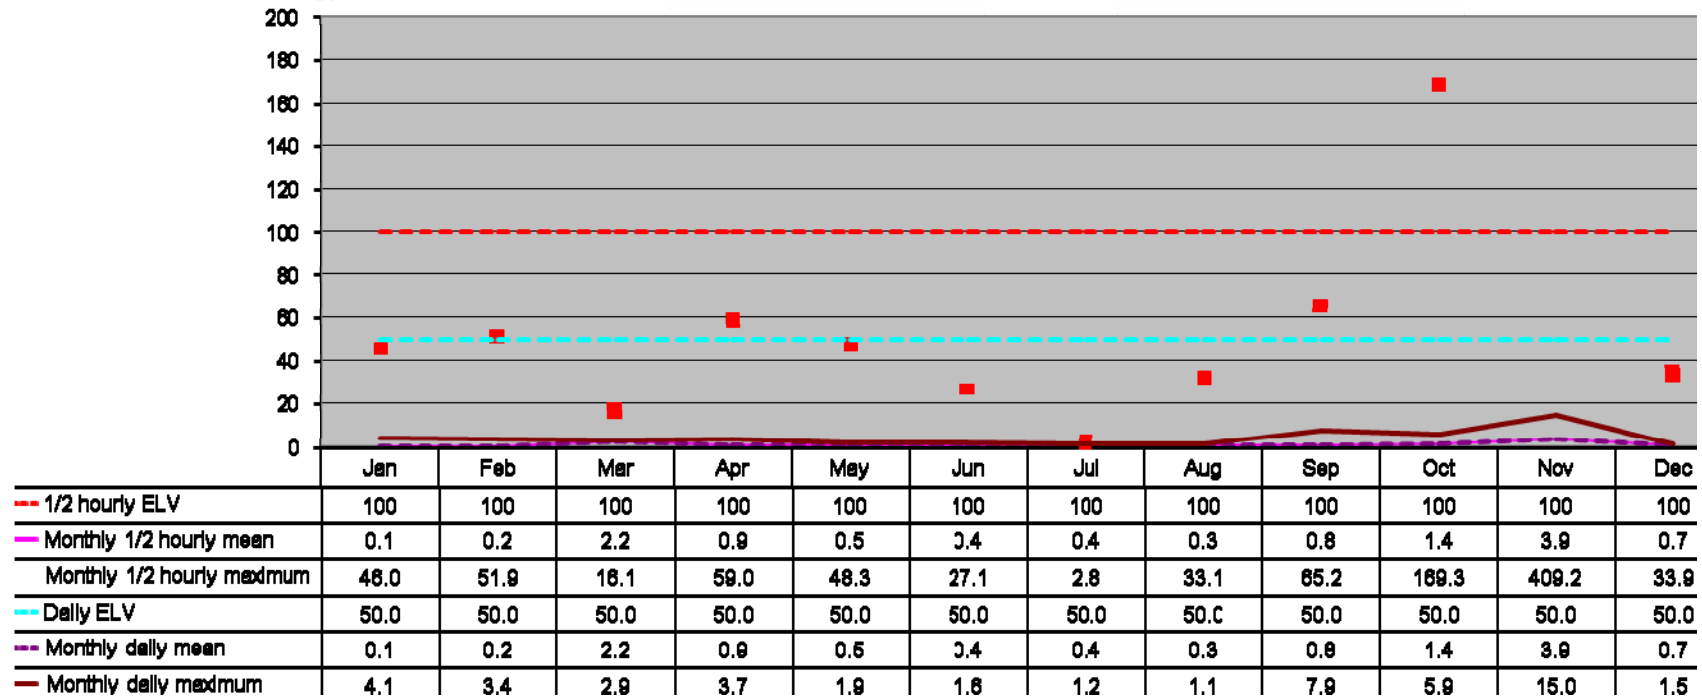 200
180
160
140
120
100
80
60
40
20
0
Jan Feb Mar Apr May Jun Jul Aug Sep Oct Nov Dec
1/2 hourly ELV 100 100 100 100 100 100 100 100 100 100 100 100
Monthly 1/2 hourly mean 0.1 0.2 2.2 0.9 0.5 0.4 0.4 0.3 0.8 1.4 3.9 0.7
Monthly 1/2 hourly maximum 46.0 51.9 16.1 59.0 48.3 27.1 2.8 33.1 65.2 169.3 409.2 33.9
Daily ELV 50.0 50.0 50.0 50.0 50.0 50.0 50.0 50.0 50.0 50.0 50.0 50.0
Monthly daily mean 0.1 0.2 2.2 0.9 0.5 0.4 0.4 0.3 0.8 1.4 3.9 0.7
Monthly daily maximum 4.1 3.4 2.9 3.7 1.9 1.6 1.2 1.1 7.9 5.9 15.0 1.5